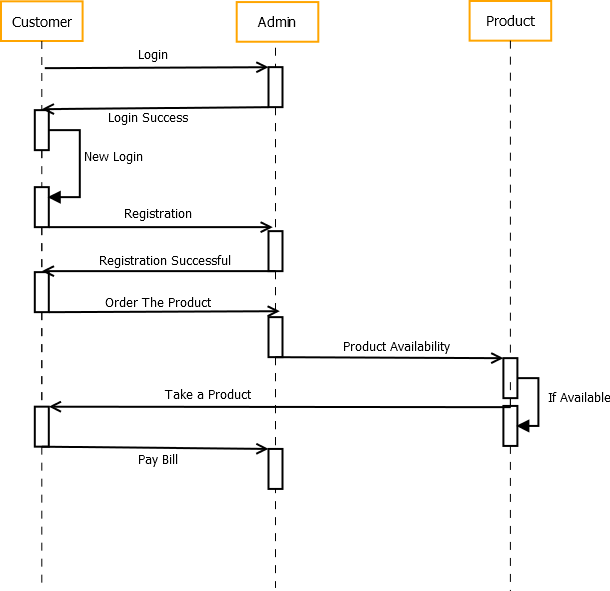 Customer
Admin
Product
Login
Login Success
New Login
Registration
Registration Successful
Order The Product
Product Availability
Take a Product
If Available
Pay Bill